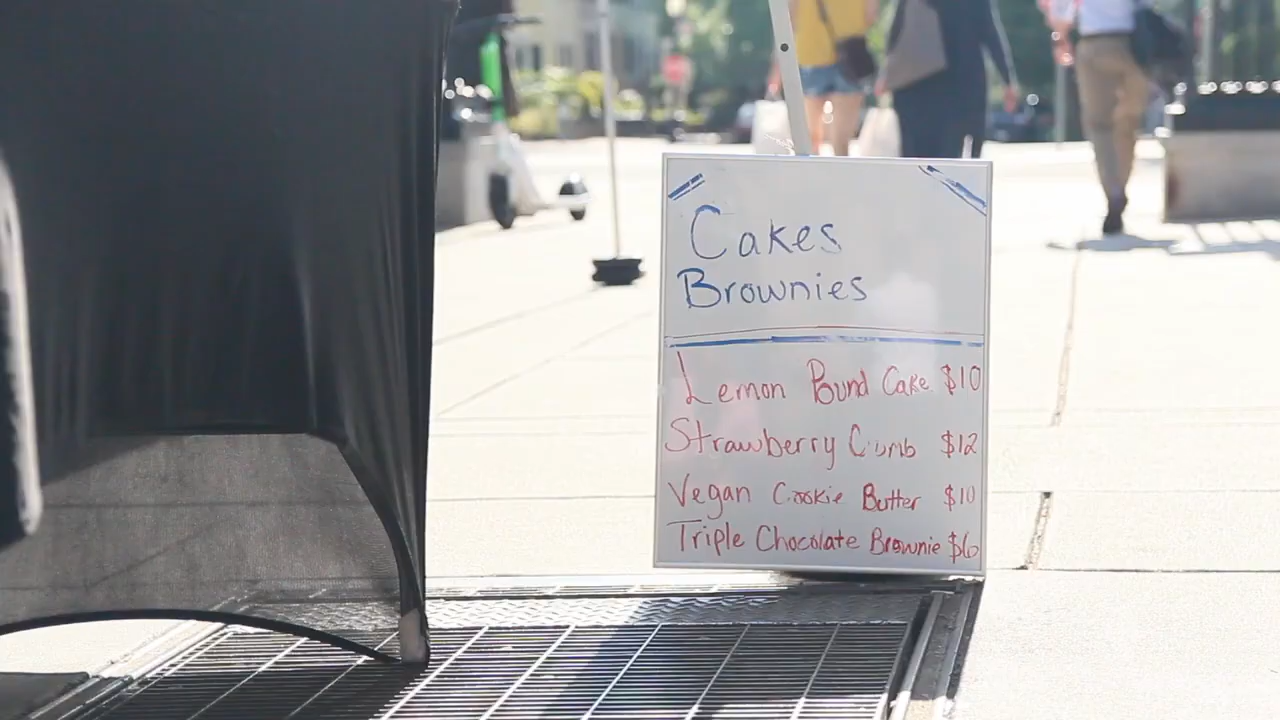 Cakes
Brownies
Lemon Pound Cake $10
Strawberry Crumb $12
Vegan Cookie Butter $10
Triple Chocolate Brownie $6